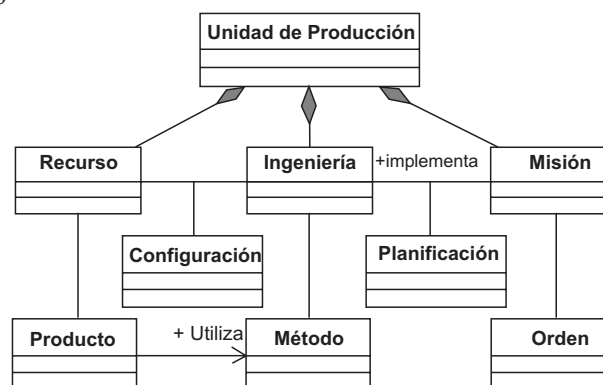 Unidad de Producción
Recurso
Ingeniería
+implementa
Misión
Configuración
Planificación
Producto
+ Utiliza
Método
Orden